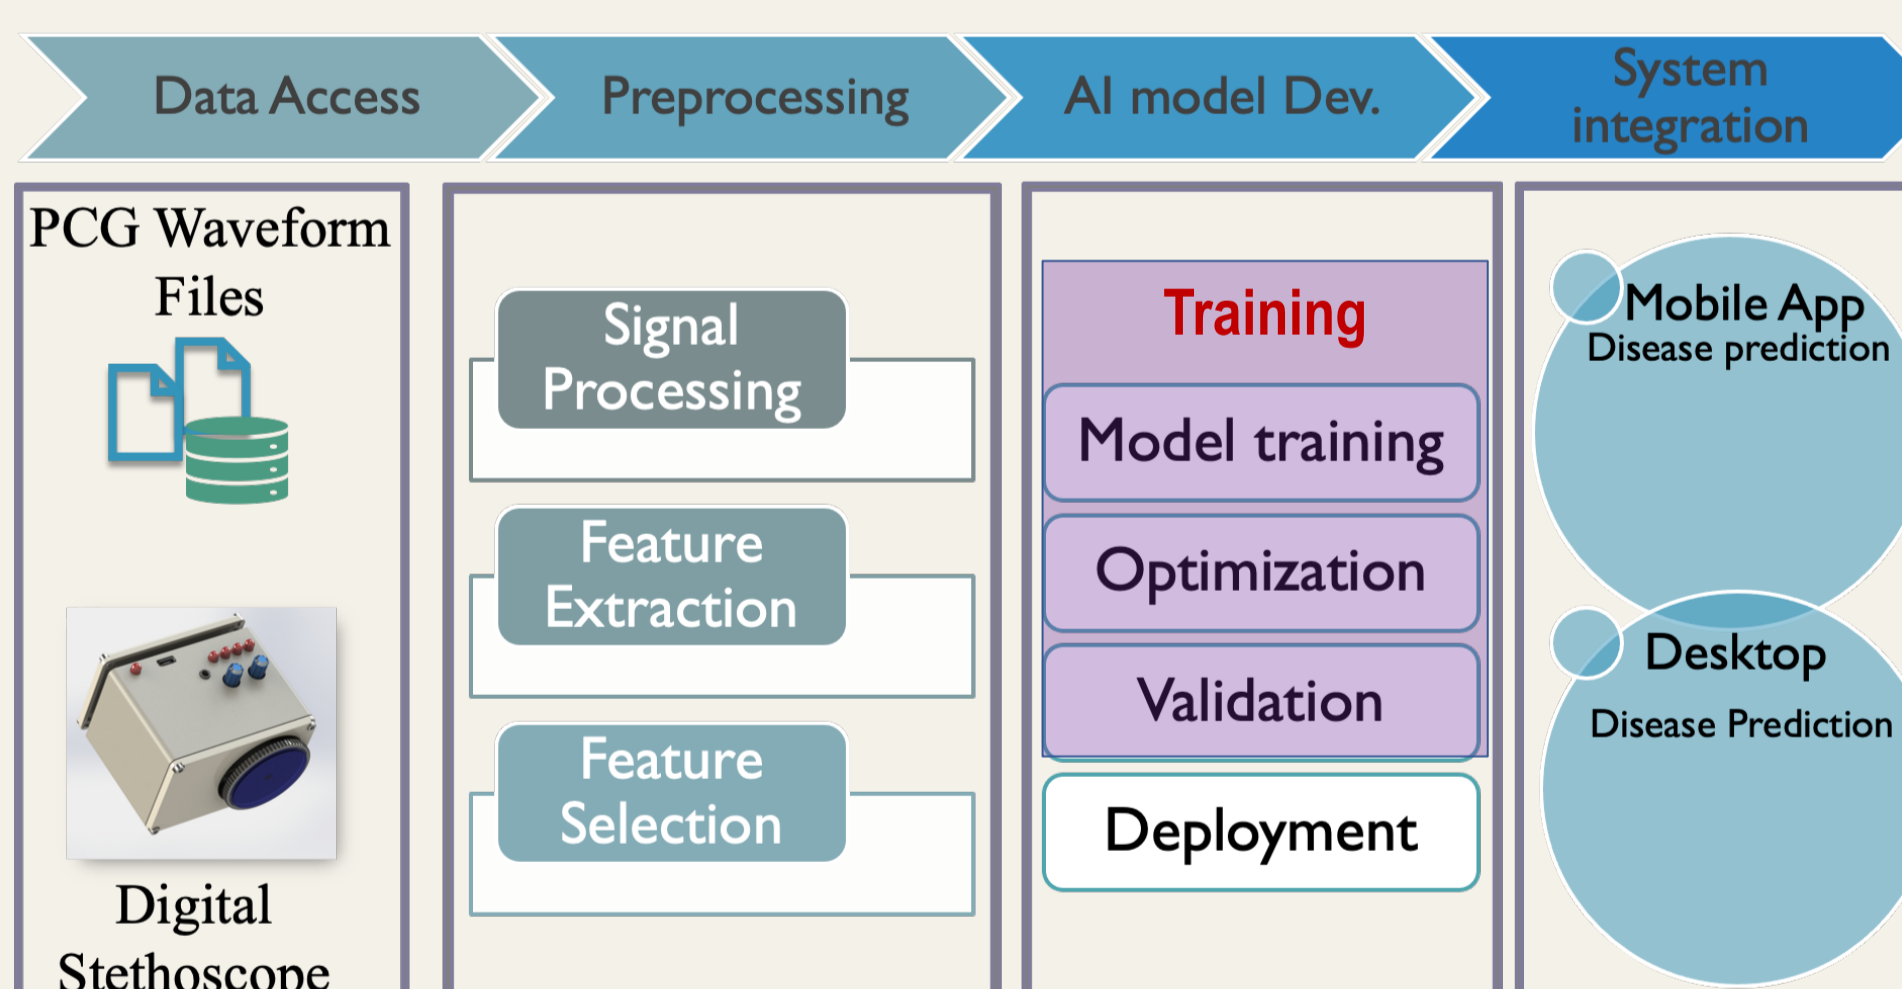 Data Access
Preprocessing
AI model Dev.
System
integration
PCG Waveform
Files
Digital
Stethoscope
Signal
Processing
Feature
Extraction
Feature
Selection
Training
Model training
Optimization
Validation
Deployment
Mobile App
Disease prediction
Desktop
Disease Prediction